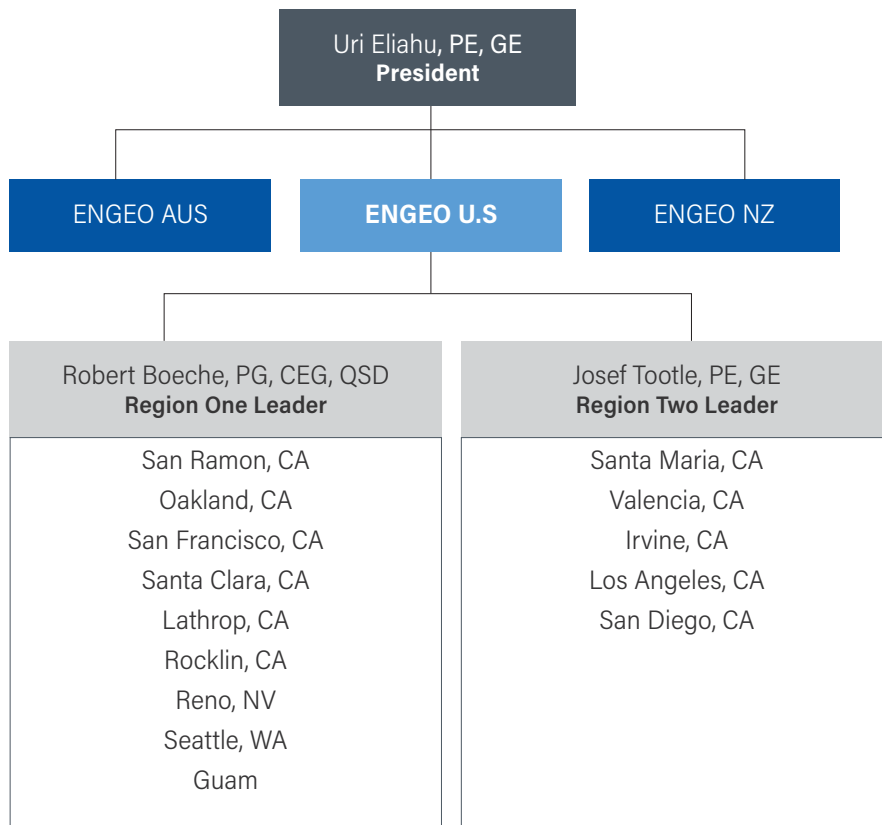 Uri Eliahu, PE, GE
President
ENGEO AUS
ENGEO U.S
ENGEO NZ
Robert Boeche, PG, CEG, QSD
Region One Leader
San Ramon, CA
Oakland, CA
San Francisco, CA
Santa Clara, CA
Lathrop, CA
Rocklin, CA
Reno, NV
Seattle, WA
Guam
Josef Tootle, PE, GE
Region Two Leader
Santa Maria, CA
Valencia, CA
Irvine, CA
Los Angeles, CA
San Diego, CA